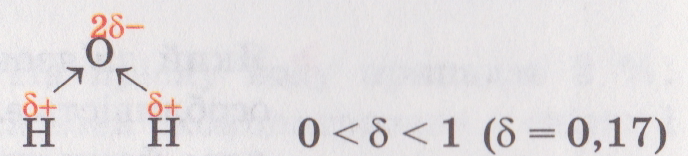 2δ−
O
δ+ δ+
H H 0 < δ < 1 (δ = 0,17)